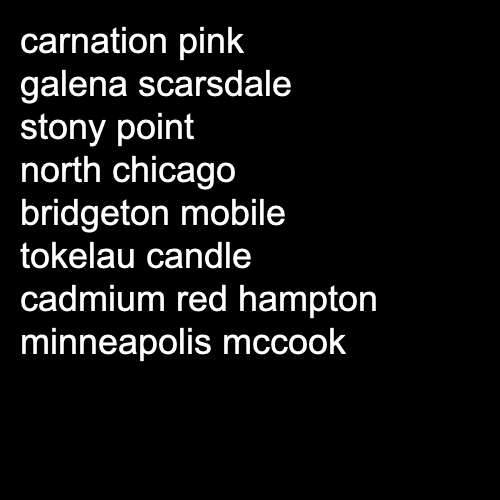 carnation pink
galena scarsdale
stony point
north chicago
bridgeton mobile
tokelau candle
cadmium red hampton
minneapolis mccook